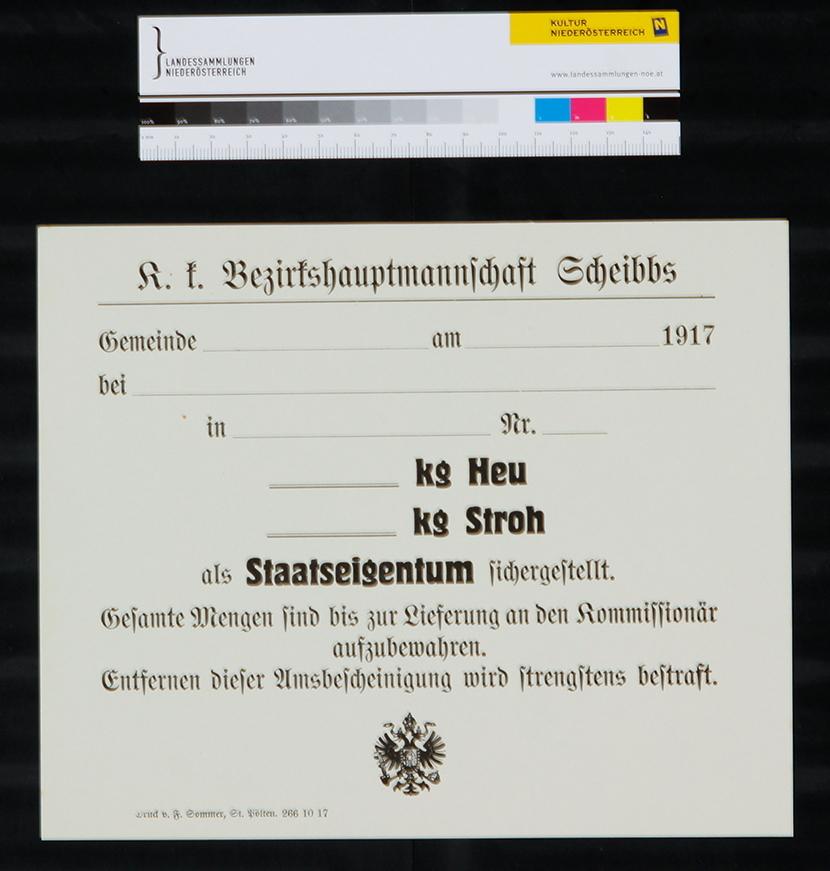 LANDESSAMMLUNGEN
NIEDERÖSTERREICH
KULTUR
NIEDERÖSTERREICH N
www.landessammlungen-noe.at
K. k. Bezirkshauptmannschaft Scheibbs
Gemeinde am 1917
bei
in Nr.
kg Heu
kg Stroh
als Staatseigentum sichergestellt.
Gesamte Mengen sind bis zur Lieferung an den Kommissionär
aufzubewahren.
Entfernen dieser Amsbescheinigung wird strengstens bestraft.
Druck v. F. Sommer, St. Pölten. 266 10 17